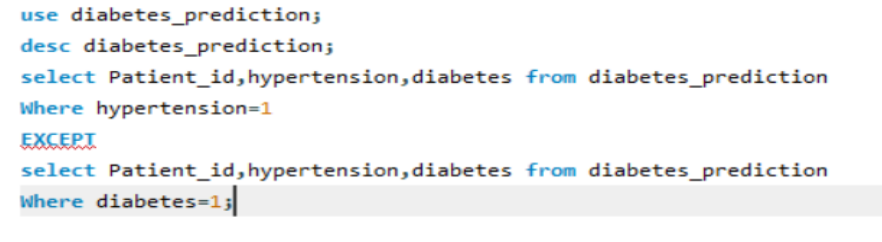 use diabetes_prediction;
desc diabetes_prediction;
select Patient_id,hypertension,diabetes from diabetes_prediction
Where hypertension=1
EXCEPT
select Patient_id,hypertension,diabetes from diabetes_prediction
Where diabetes=1;